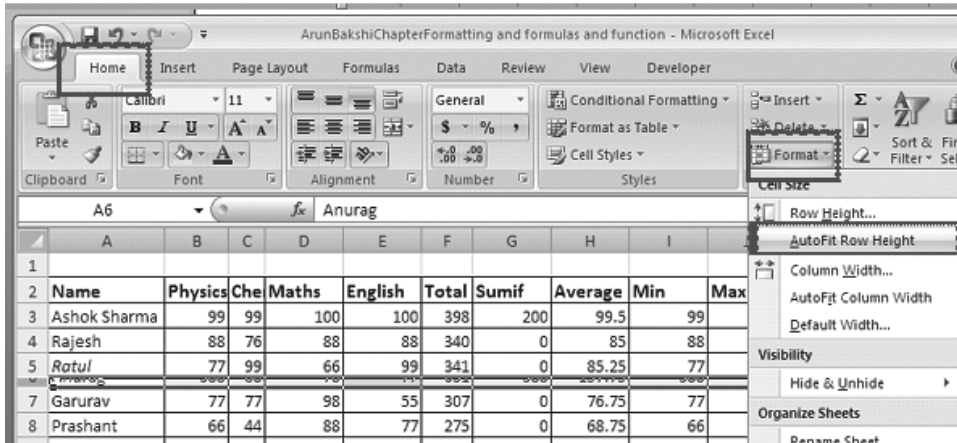 ArunBakshiChapterFormatting and formulas and function - Microsoft Excel
Home Insert Page Layout Formulas Data Review View Developer
Calibri 11 General Conditional Formatting Insert Σ
Paste B I U A A $ % , Format as Table Delete Sort & Filter
A Cell Styles Format
Clipboard Font Alignment Number Styles
Cell Size
A6 fx Anurag
Row Height...
AutoFit Row Height
Column Width...
AutoFit Column Width
Default Width...
Visibility
Hide & Unhide
Organize Sheets
Rename Sheet
A B C D E F G H I
1
2 Name Physics Che Maths English Total Sumif Average Min Max
3 Ashok Sharma 99 99 100 100 398 200 99.5 99
4 Rajesh 88 76 88 88 340 0 85 88
5 Ratul 77 99 66 99 341 0 85.25 77
7 Garurav 77 77 98 55 307 0 76.75 77
8 Prashant 66 44 88 77 275 0 68.75 66